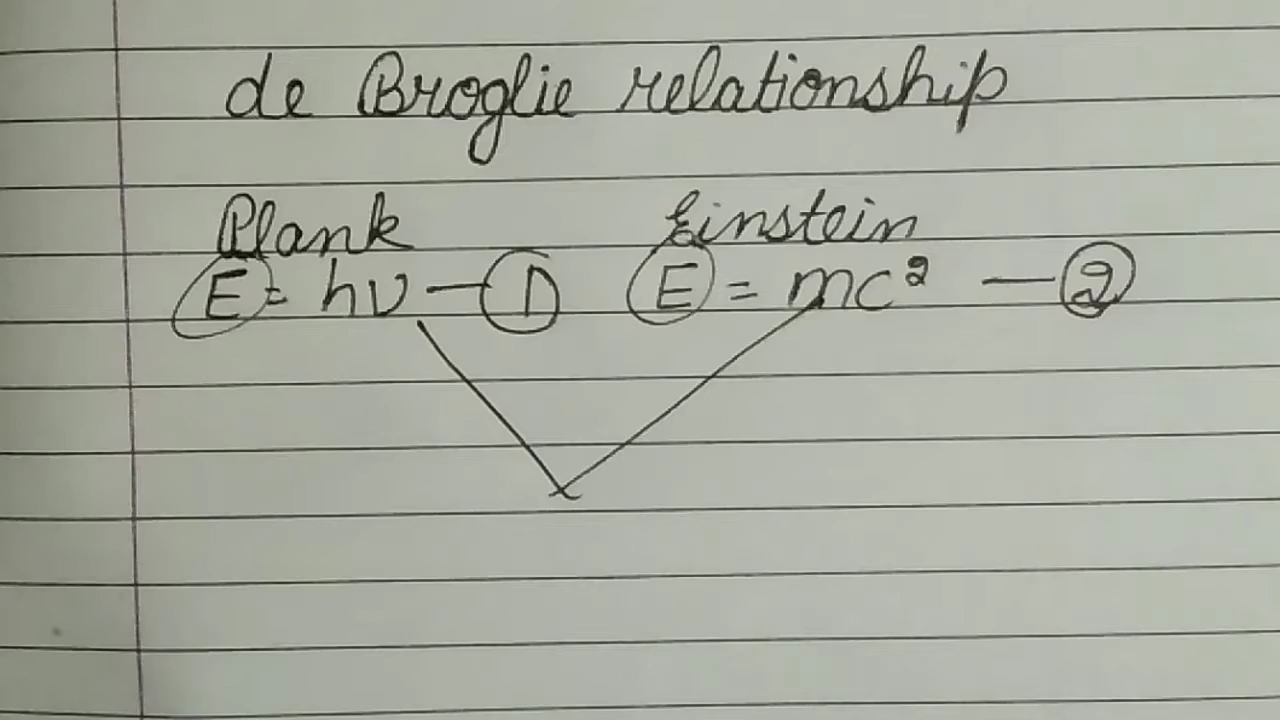 de Broglie relationship
Plank Einstein
E = hν — 1 E = mc² — 2